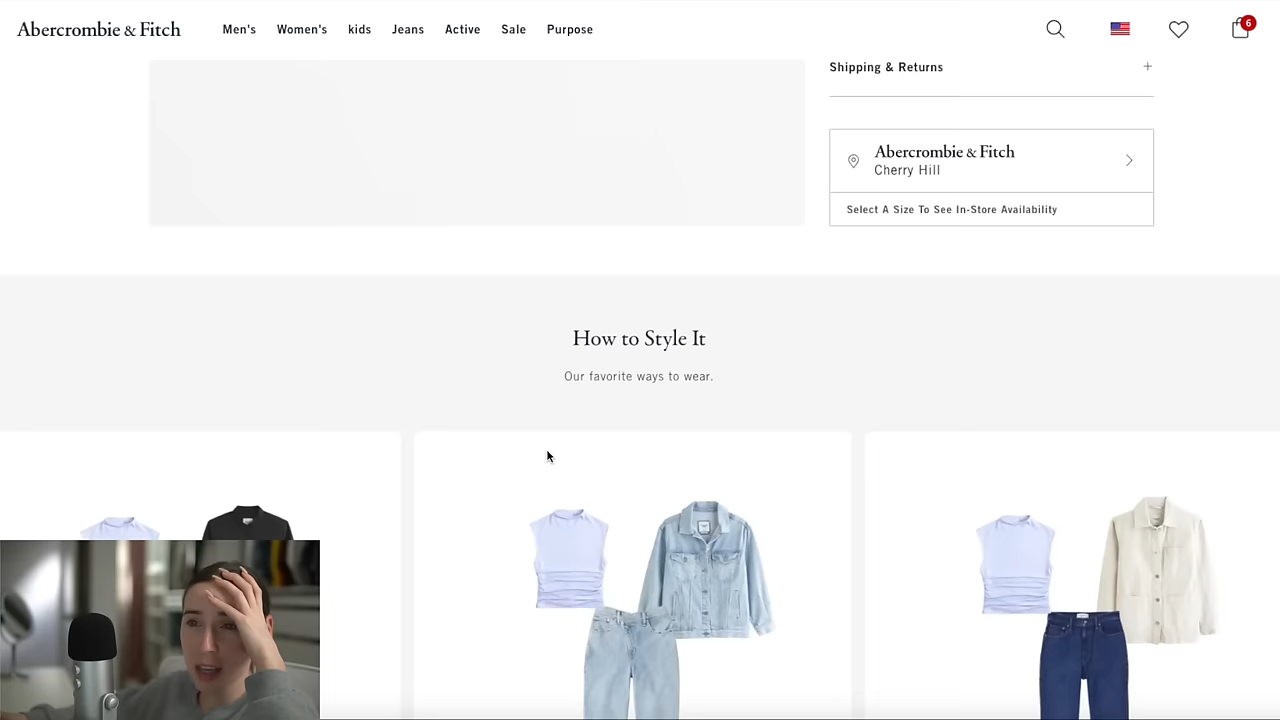 Abercrombie & Fitch
Men's
Women's
kids
Jeans
Active
Sale
Purpose
6
Shipping & Returns
Abercrombie & Fitch
Cherry Hill
Select A Size To See In-Store Availability
How to Style It
Our favorite ways to wear.